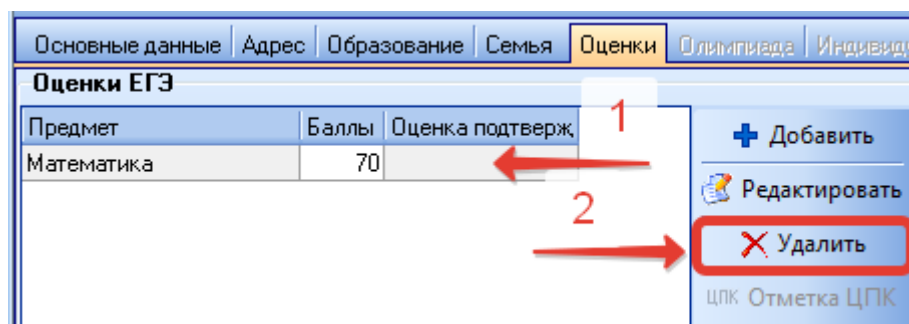 Основные данные Адрес Образование Семья Оценки Олимпиада
Оценки ЕГЭ
Предмет Баллы Оценка подтверж
1
Добавить
Математика 70
Редактировать
2
Удалить
ЦПК Отметка ЦПК